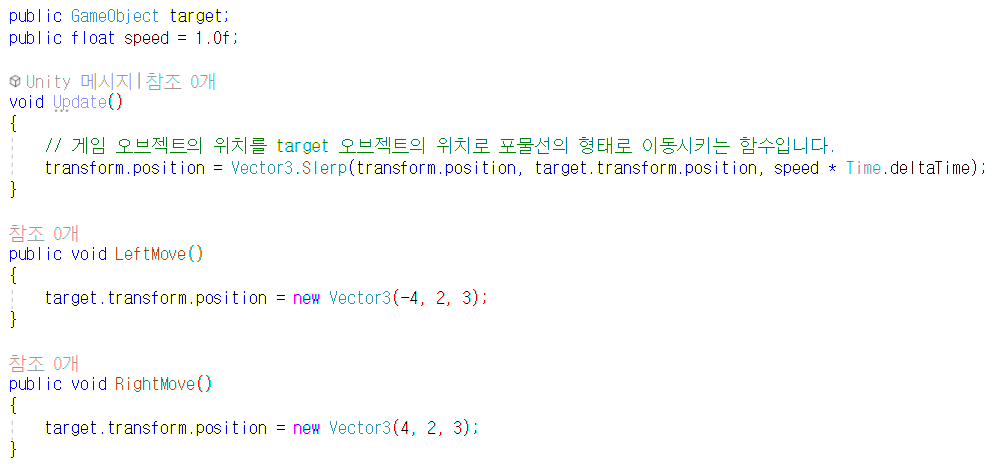 public GameObject target;
public float speed = 1.0f;
Unity 메시지|참조 0개
void Update()
{
// 게임 오브젝트의 위치를 target 오브젝트의 위치로 포물선의 형태로 이동시키는 함수입니다.
transform.position = Vector3.Slerp(transform.position, target.transform.position, speed * Time.deltaTime);
}
참조 0개
public void LeftMove()
{
target.transform.position = new Vector3(-4, 2, 3);
}
참조 0개
public void RightMove()
{
target.transform.position = new Vector3(4, 2, 3);
}